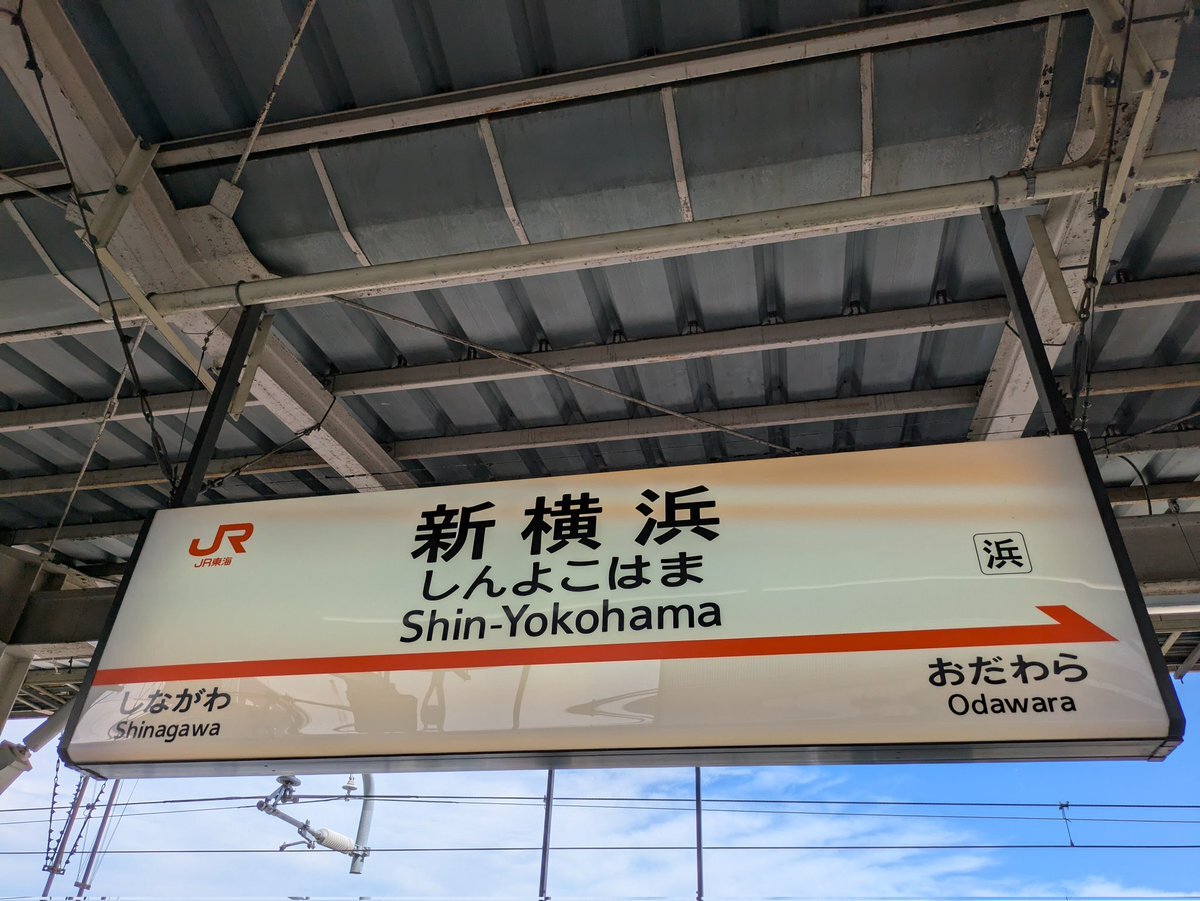 JR
JR東海
新横浜
しんよこはま
Shin-Yokohama
浜
しながわ
Shinagawa
おだわら
Odawara